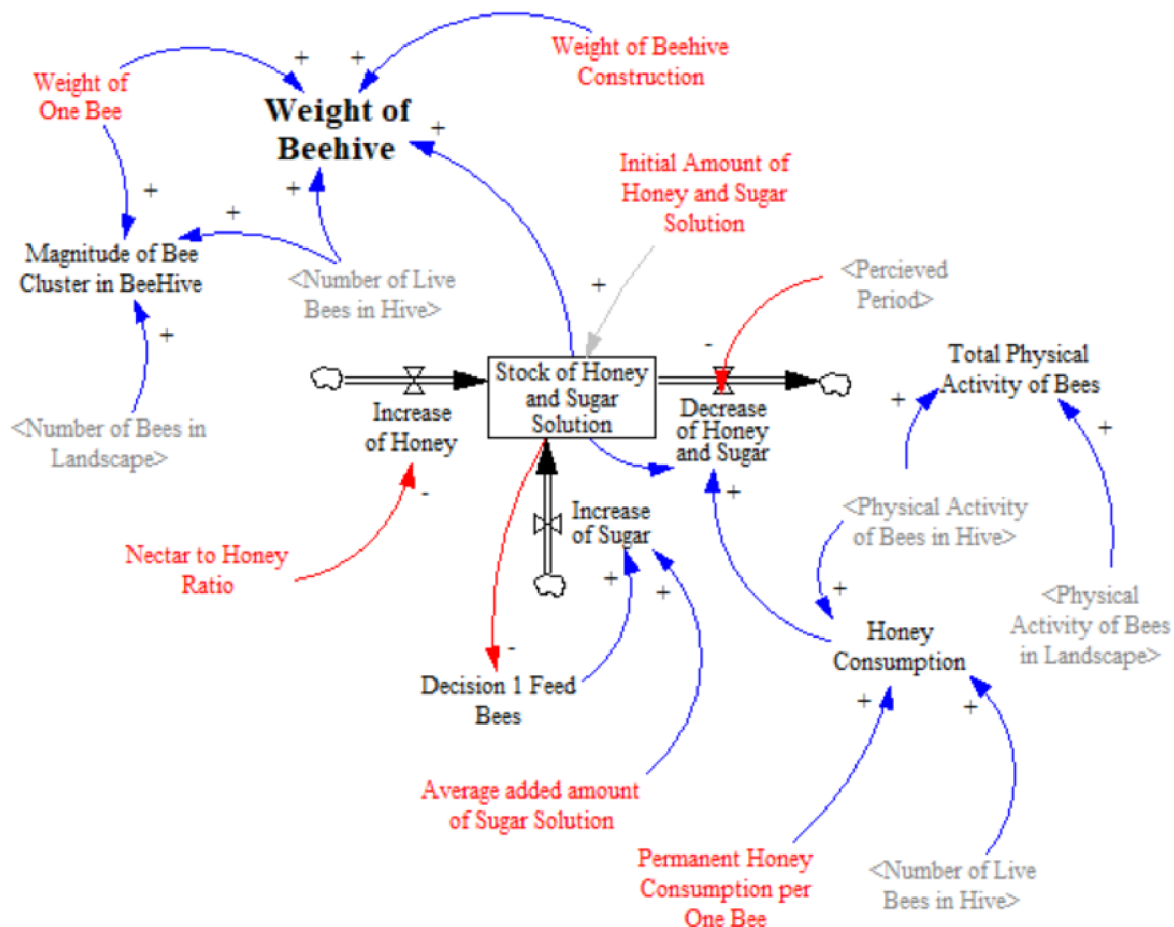 Weight of Beehive
Construction
Weight of
One Bee
+
+
Weight of
Beehive
+
Initial Amount of
Honey and Sugar
Solution
+
+
+
Magnitude of Bee
Cluster in BeeHive
<Number of Live
Bees in Hive>
<Percieved
Period>
+
+
-
Total Physical
Activity of Bees
Stock of Honey
and Sugar
Solution
Increase
of Honey
Decrease
of Honey
and Sugar
+
+
<Number of Bees in
Landscape>
-
+
Increase
of Sugar
<Physical Activity
of Bees in Hive>
Nectar to Honey
Ratio
+
+
+
<Physical
Activity of Bees
in Landscape>
Honey
Consumption
-
Decision 1 Feed
Bees
+
+
Average added amount
of Sugar Solution
Permanent Honey
Consumption per
One Bee
<Number of Live
Bees in Hive>